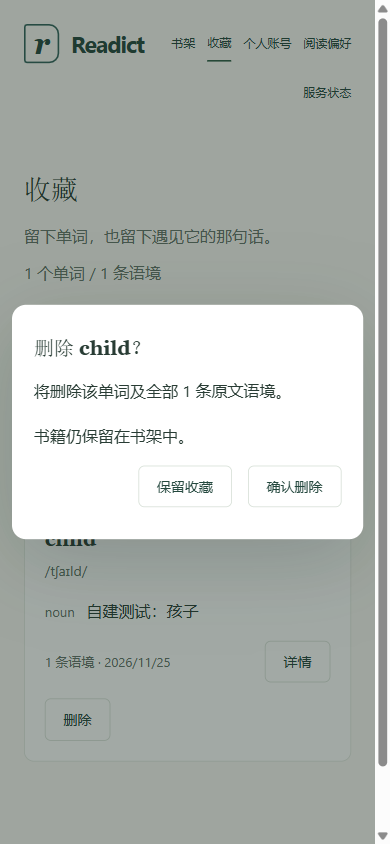 r Readict 书架 收藏 个人账号 阅读偏好
服务状态
收藏
留下单词，也留下遇见它的那句话。
1 个单词 / 1 条语境
删除 child？
将删除该单词及全部 1 条原文语境。
书籍仍保留在书架中。
保留收藏 确认删除
child
/tʃaɪld/
noun 自建测试：孩子
1 条语境 · 2026/11/25 详情
删除